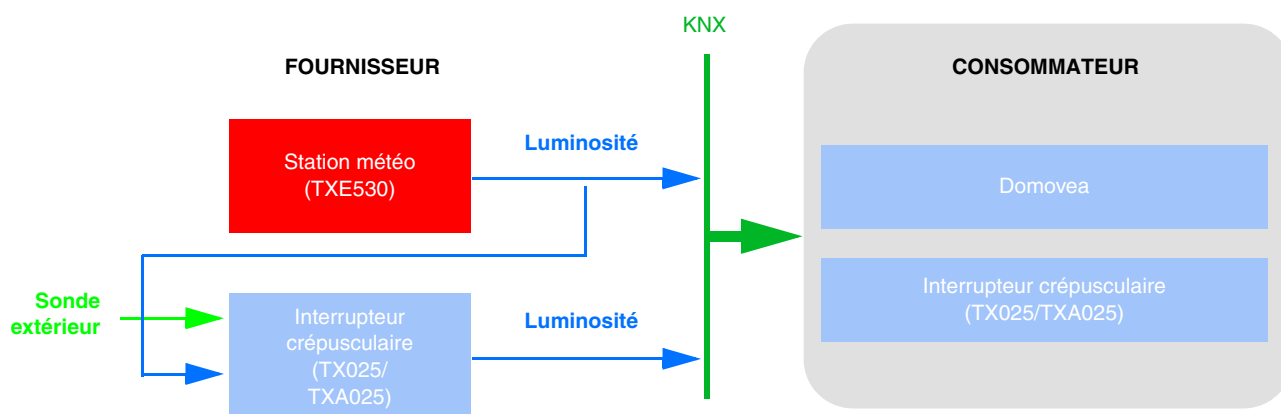 KNX
FOURNISSEUR
CONSOMMATEUR
Station météo
(TXE530)
Luminosité
Domovea
Sonde
extérieur
Interrupteur
crépusculaire
(TX025/
TXA025)
Luminosité
Interrupteur crépusculaire
(TX025/TXA025)